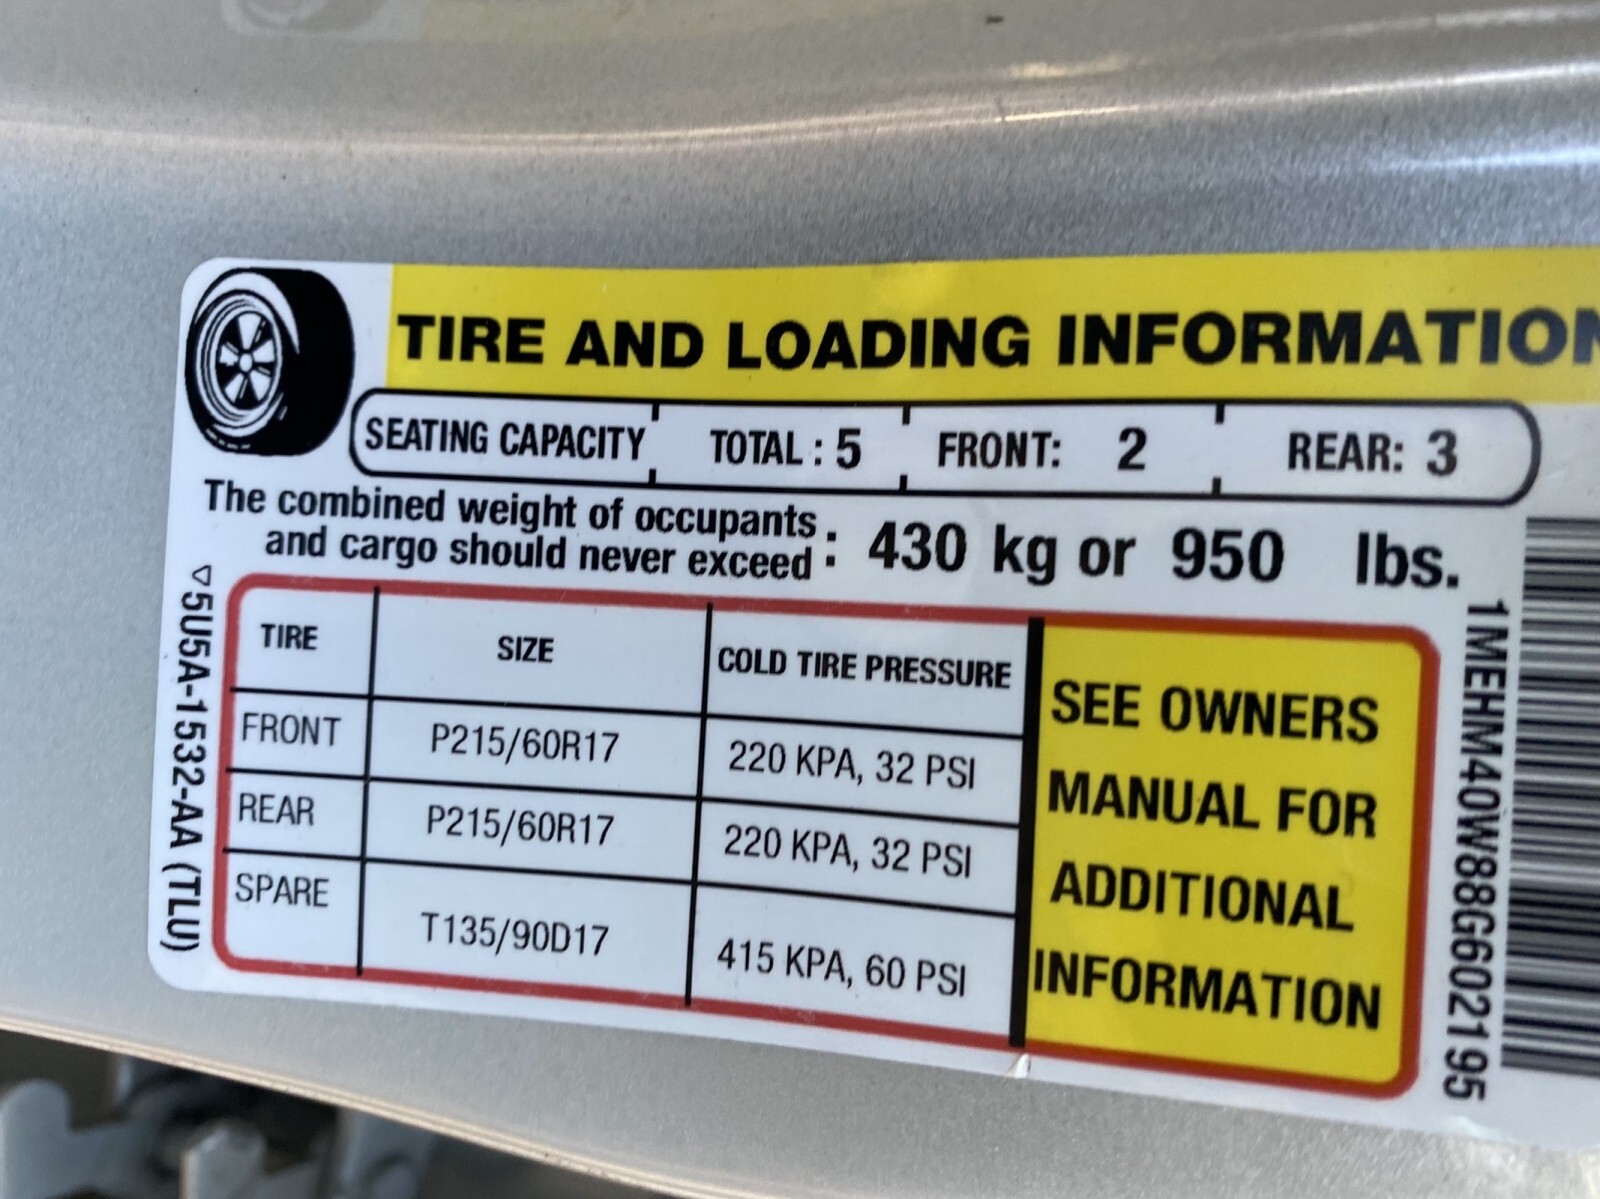 TIRE AND LOADING INFORMATION
SEATING CAPACITY TOTAL : 5 FRONT: 2 REAR: 3
The combined weight of occupants
and cargo should never exceed : 430 kg or 950 lbs.
TIRE SIZE COLD TIRE PRESSURE
FRONT P215/60R17 220 KPA, 32 PSI
REAR P215/60R17 220 KPA, 32 PSI
SPARE T135/90D17 415 KPA, 60 PSI
SEE OWNERS
MANUAL FOR
ADDITIONAL
INFORMATION
▽5U5A-1532-AA (TLU)
1MEHM40W88G602195